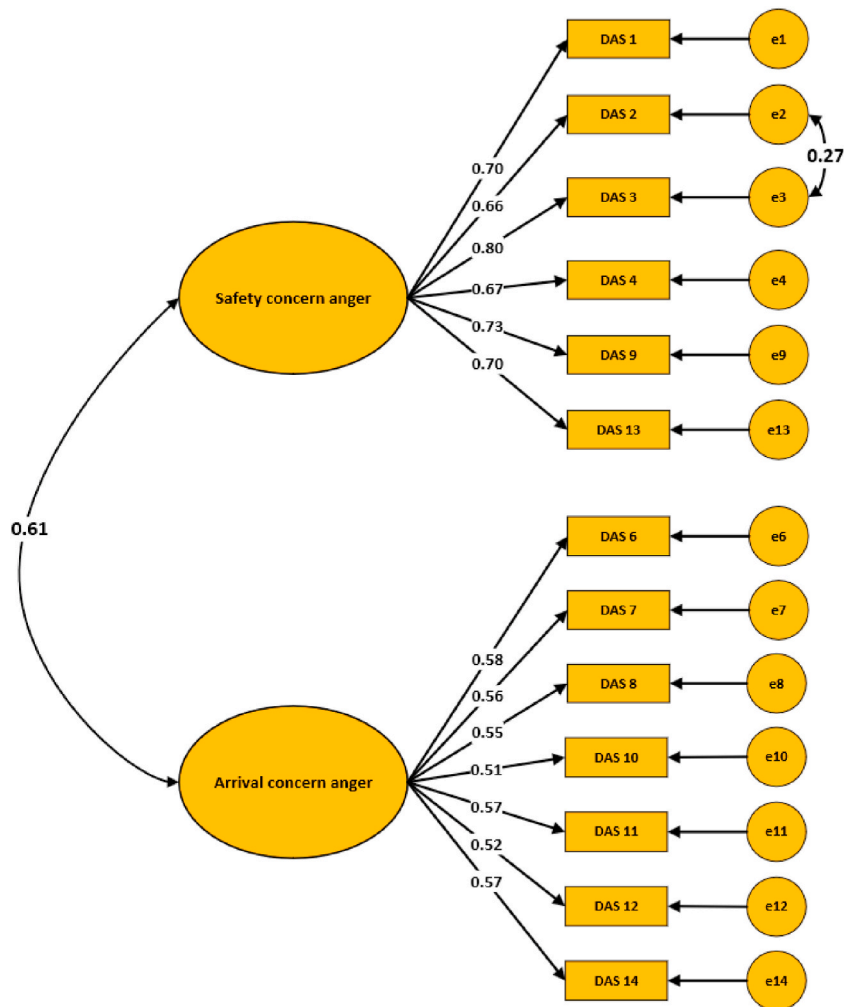 DAS 1
e1
DAS 2
e2
0.27
0.70
0.66
DAS 3
e3
0.80
Safety concern anger
0.67
DAS 4
e4
0.73
DAS 9
e9
0.70
DAS 13
e13
0.61
DAS 6
e6
DAS 7
e7
0.58
0.56
DAS 8
e8
0.55
Arrival concern anger
0.51
DAS 10
e10
0.57
DAS 11
e11
0.52
0.57
DAS 12
e12
DAS 14
e14